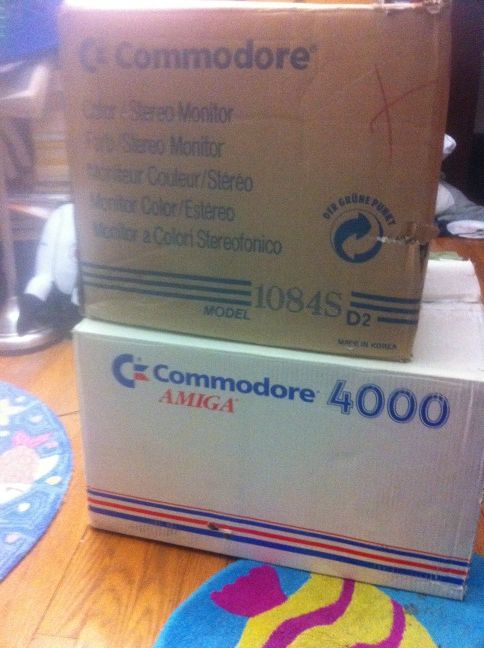 Commodore®
Color/Stereo Monitor
Farb/Stereo Monitor
Moniteur Couleur/Stéréo
Monitor Color/Estéreo
Monitor a Colori Stereofonico
DER GRÜNE PUNKT
MODEL 1084S D2
MADE IN KOREA
Commodore®
AMIGA®
4000